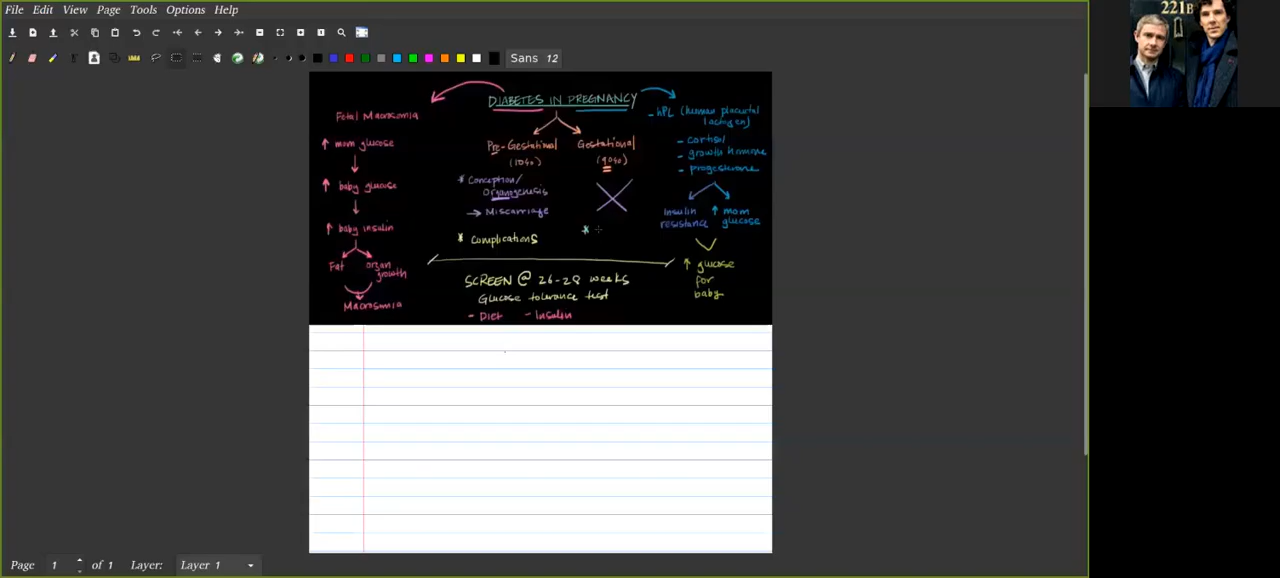 File Edit View Page Tools Options Help
221B
Sans 12
DIABETES IN PREGNANCY
Fetal Macrosomia
↑ mom glucose
↑ baby glucose
↑ baby insulin
Fat organ growth
Macrosomia
Pre-Gestational
(10%)
* Conception/
Organogenesis
→ Miscarriage
* Complications
Gestational
(90%)
*
- hPL (human placental
lactogen)
- cortisol
- growth hormone
- progesterone
Insulin
resistance
↑ mom
glucose
↑ glucose
for
baby
SCREEN @ 26-28 weeks
Glucose tolerance test
- Diet - Insulin
Page 1 of 1 Layer: Layer 1